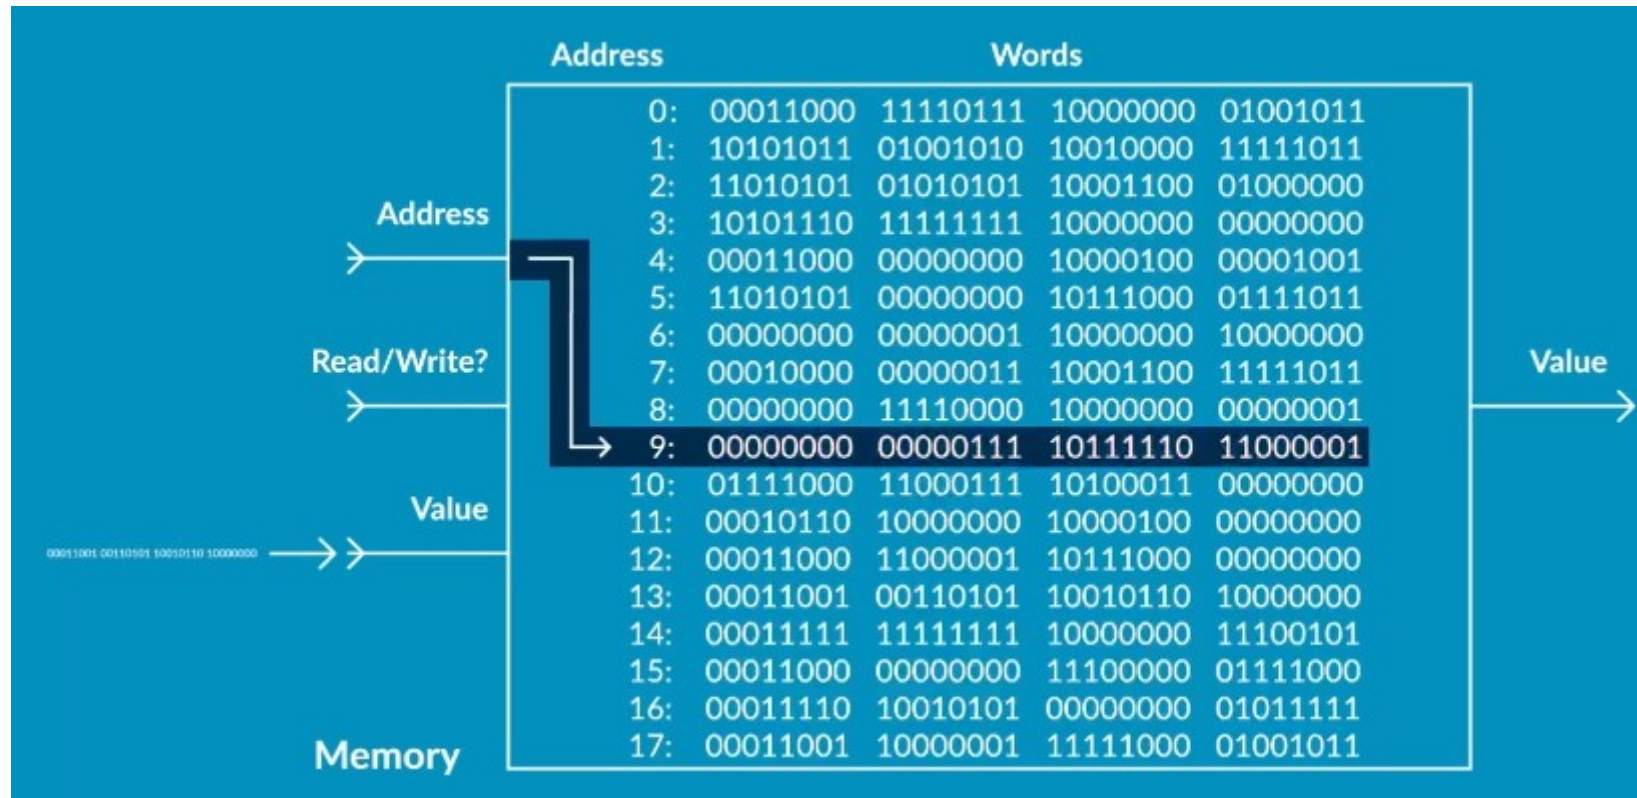 Address Words
0: 00011000 11110111 10000000 01001011
1: 10101011 01001010 10010000 11111011
2: 11010101 01010101 10001100 01000000
Address
3: 10101110 11111111 10000000 00000000
4: 00011000 00000000 10000100 00001001
5: 11010101 00000000 10111000 01111011
6: 00000000 00000001 10000000 10000000
Read/Write?
7: 00010000 00000011 10001100 11111011
Value
8: 00000000 11110000 10000000 00000001
9: 00000000 00000111 10111110 11000001
10: 01111000 11000111 10100011 00000000
Value
11: 00010110 10000000 10000100 00000000
00011001 00110101 10010110 10000000
12: 00011000 11000001 10111000 00000000
13: 00011001 00110101 10010110 10000000
14: 00011111 11111111 10000000 11100101
15: 00011000 00000000 11100000 01111000
16: 00011110 10010101 00000000 01011111
17: 00011001 10000001 11111000 01001011
Memory